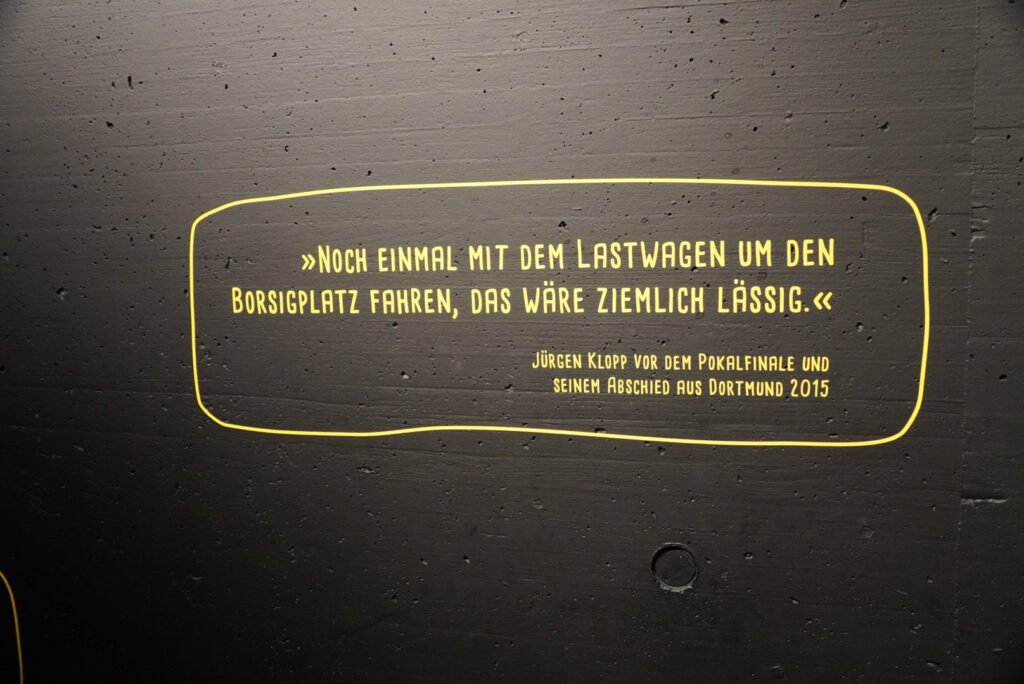 »Noch einmal mit dem Lastwagen um den
Borsigplatz fahren, das wäre ziemlich lässig.«
Jürgen Klopp vor dem Pokalfinale und
seinem Abschied aus Dortmund 2015